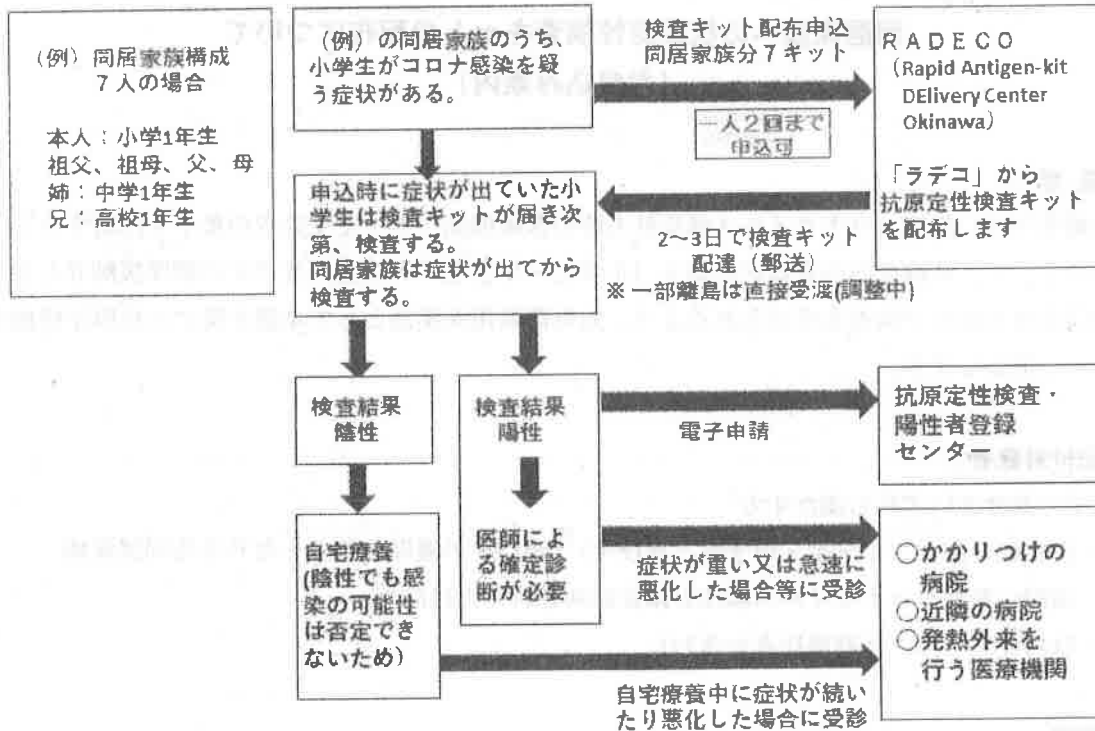 (例) 同居家族構成
7人の場合
本人：小学1年生
祖父、祖母、父、母
姉：中学1年生
兄：高校1年生
(例) の同居家族のうち、
小学生がコロナ感染を疑
う症状がある。
検査キット配布申込
同居家族分７キット
一人２回まで
申込可
ＲＡＤＥＣＯ
（Rapid Antigen-kit
DElivery Center
Okinawa）
「ラデコ」から
抗原定性検査キット
を配布します
申込時に症状が出ていた小
学生は検査キットが届き次
第、検査する。
同居家族は症状が出てから
検査する。
2～3日で検査キット
配達（郵送）
※ 一部離島は直接受渡(調整中)
検査結果
陰性
検査結果
陽性
電子申請
抗原定性検査・
陽性者登録
センター
自宅療養
(陰性でも感
染の可能性
は否定でき
ないため）
医師によ
る確定診
断が必要
症状が重い又は急速に
悪化した場合等に受診
○かかりつけの
病院
○近隣の病院
○発熱外来を
行う医療機関
自宅療養中に症状が続い
たり悪化した場合に受診